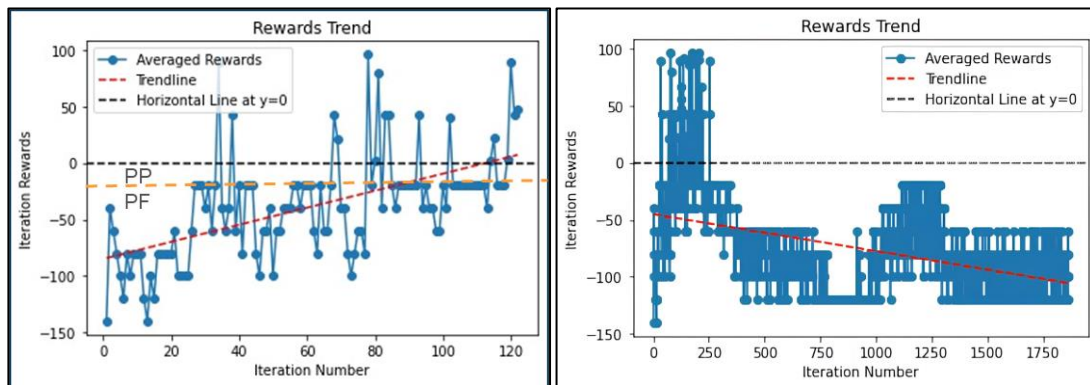 Rewards Trend
100
50
0
−50
−100
−150
Iteration Rewards
Averaged Rewards
Trendline
Horizontal Line at y=0
PP
PF
0
20
40
60
80
100
120
Iteration Number
Rewards Trend
100
50
0
−50
−100
−150
Iteration Rewards
Averaged Rewards
Trendline
Horizontal Line at y=0
0
250
500
750
1000
1250
1500
1750
Iteration Number